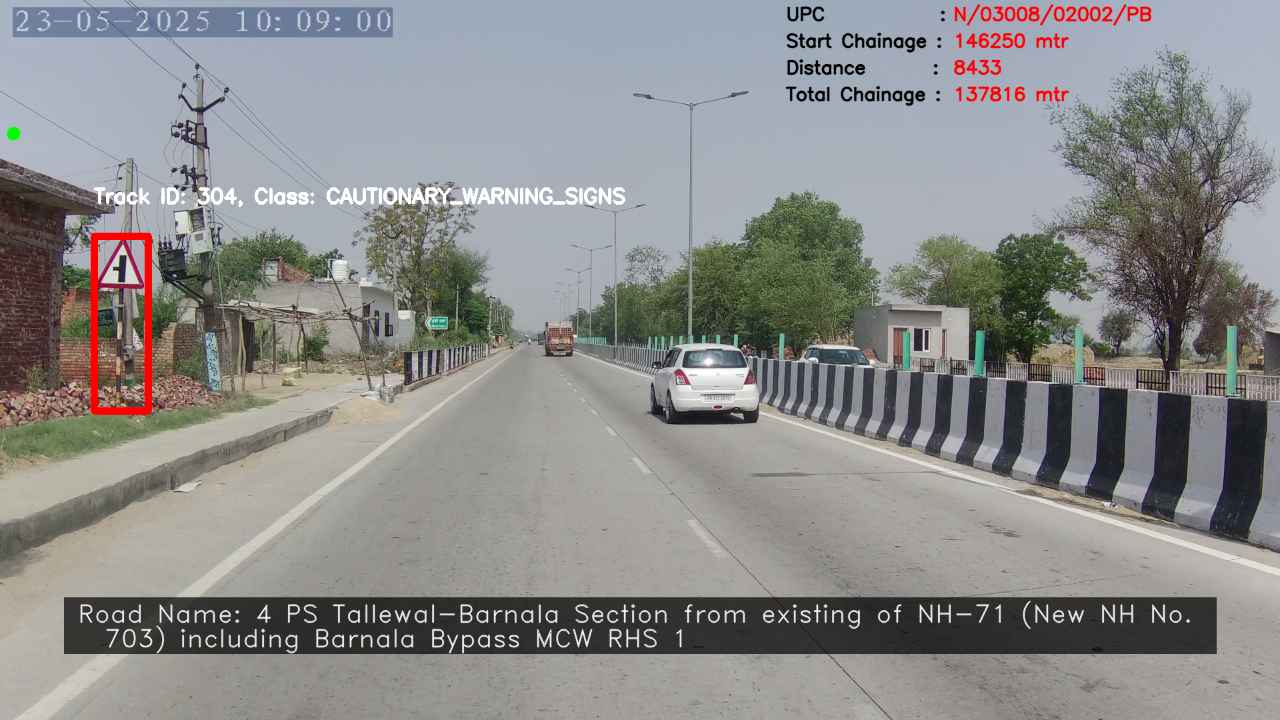 23-05-2025 10:09:00
UPC : N/03008/02002/PB
Start Chainage : 146250 mtr
Distance : 8433
Total Chainage : 137816 mtr
Track ID: 304, Class: CAUTIONARY_WARNING_SIGNS
Road Name: 4 PS Tallewal-Barnala Section from existing of NH-71 (New NH No.
703) including Barnala Bypass MCW RHS 1